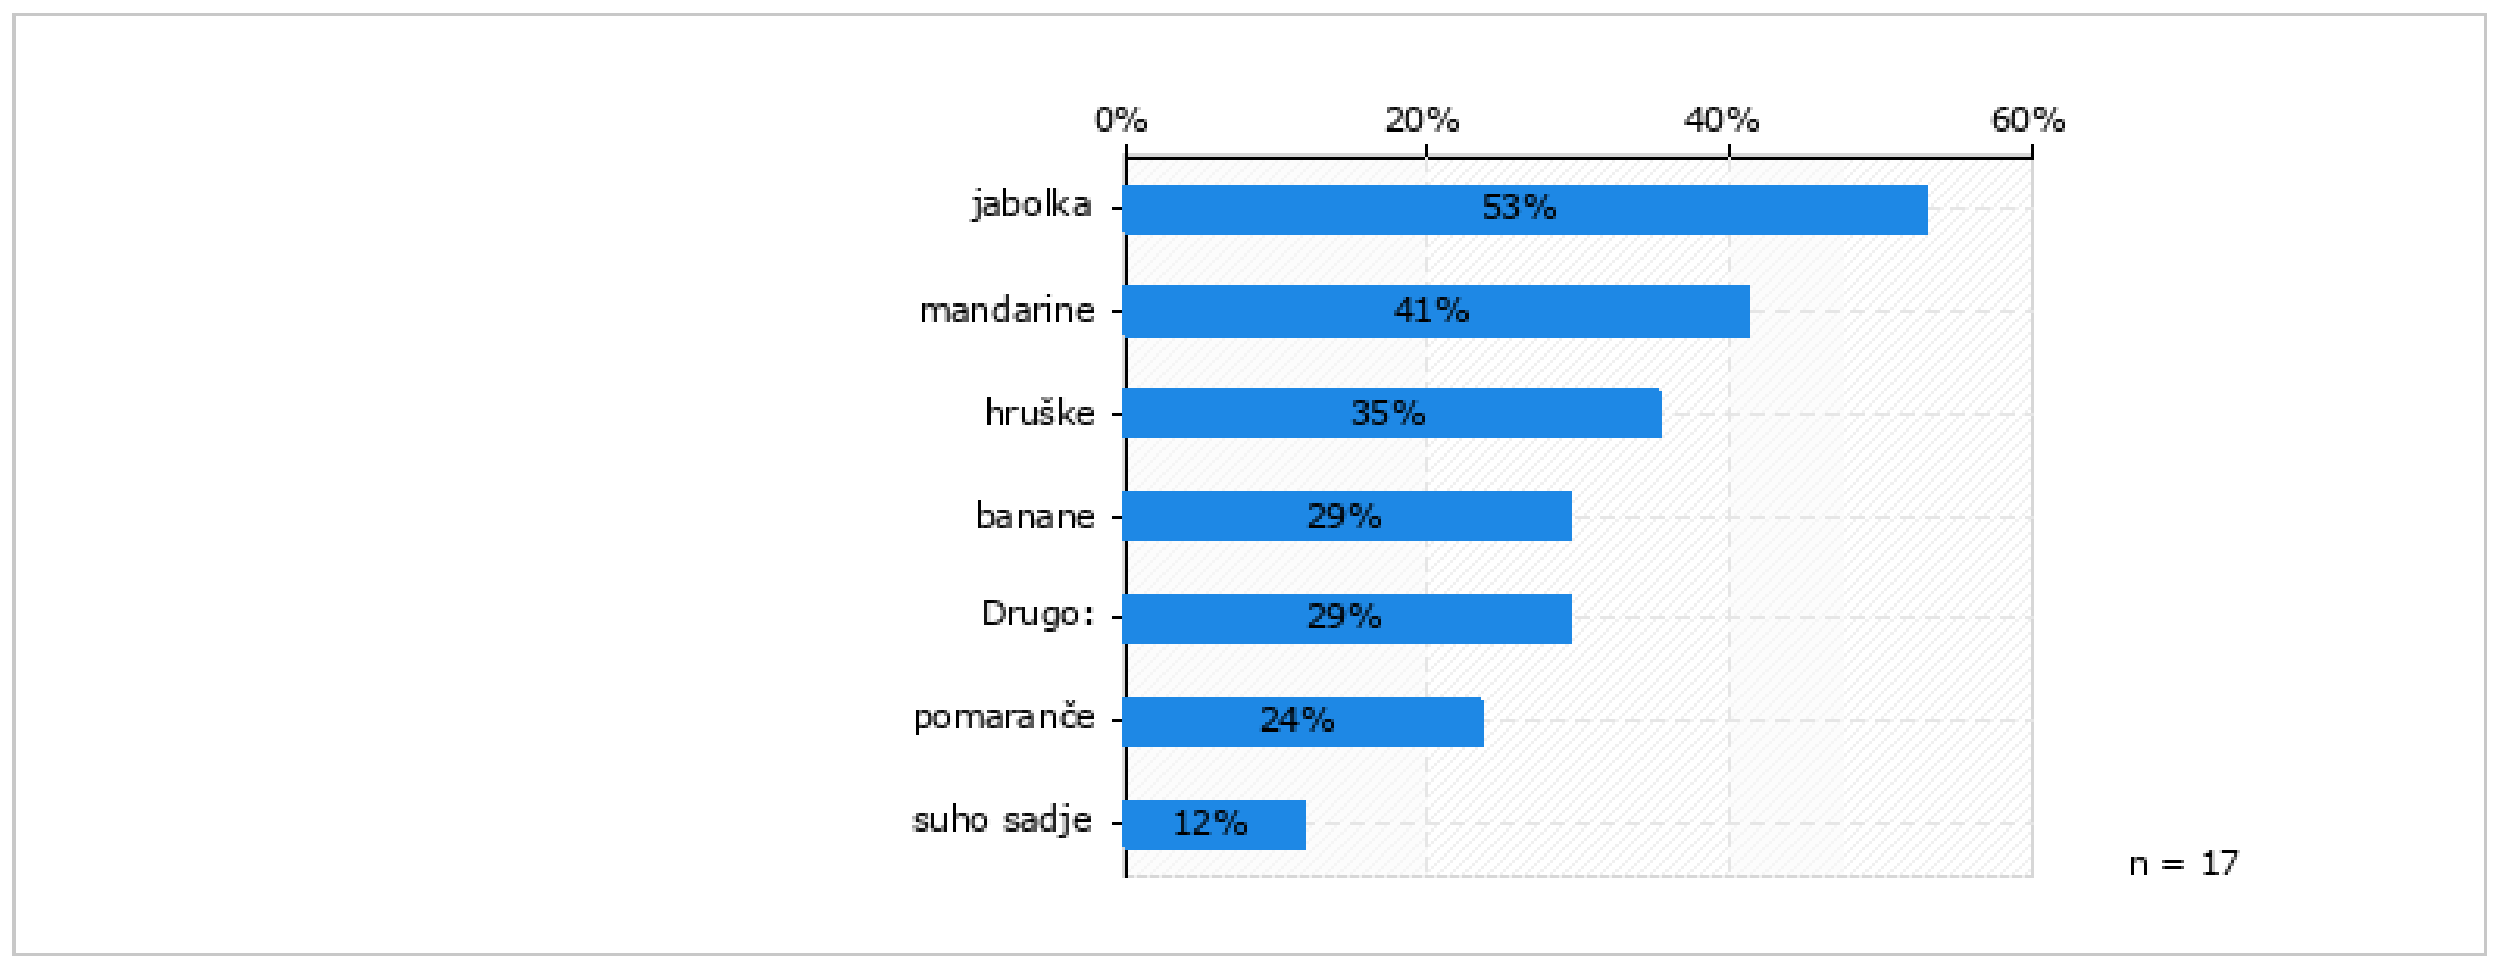 0% 20% 40% 60%
jabolka 53%
mandarine 41%
hruške 35%
banane 29%
Drugo: 29%
pomaranče 24%
suho sadje 12%
n = 17